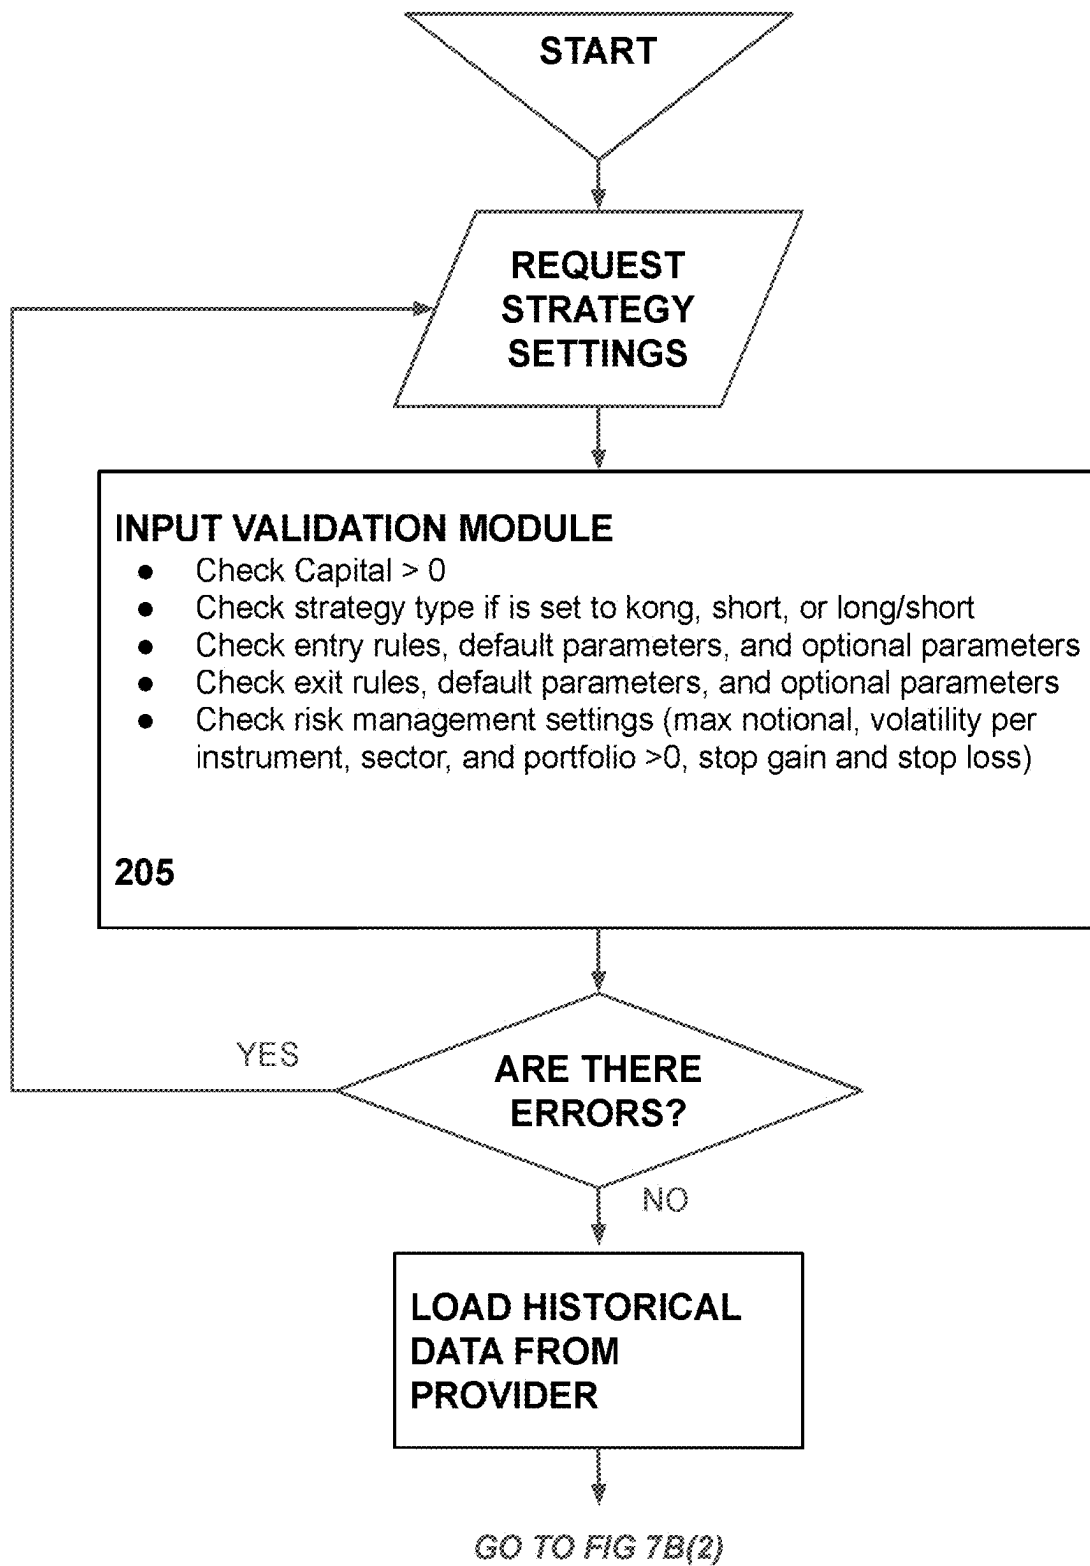 START
REQUEST
STRATEGY
SETTINGS
INPUT VALIDATION MODULE
● Check Capital > 0
● Check strategy type if is set to kong, short, or long/short
● Check entry rules, default parameters, and optional parameters
● Check exit rules, default parameters, and optional parameters
● Check risk management settings (max notional, volatility per
instrument, sector, and portfolio >0, stop gain and stop loss)
205
YES
ARE THERE
ERRORS?
NO
LOAD HISTORICAL
DATA FROM
PROVIDER
GO TO FIG 7B(2)